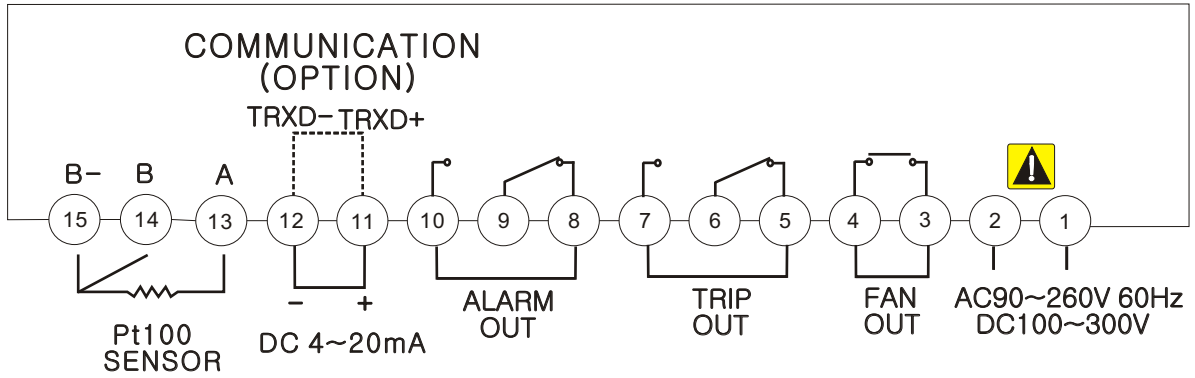 COMMUNICATION
(OPTION)
TRXD- TRXD+
B- B A
15 14 13 12 11 10 9 8 7 6 5 4 3 2 1
- +
Pt100
SENSOR
DC 4~20mA
ALARM
OUT
TRIP
OUT
FAN
OUT
AC90~260V 60Hz
DC100~300V